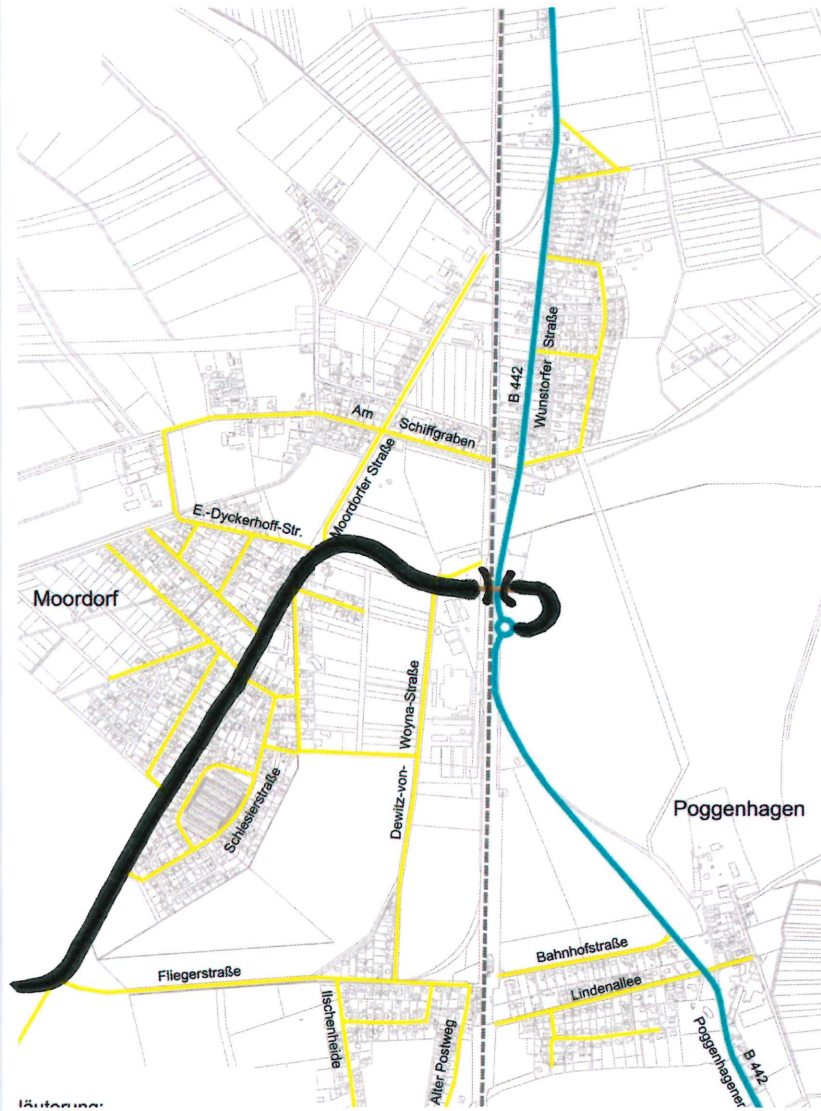 B 442
Wunstorfer Straße
Am Schiffgraben
Moordorfer Straße
E.-Dyckerhoff-Str.
Moordorf
Dewitz-von-Woyna-Straße
Schlesierstraße
Poggenhagen
Bahnhofstraße
Fliegerstraße
Lindenallee
Ilschenheide
Alter Postweg
Poggenhagener
B 442
läuterung: